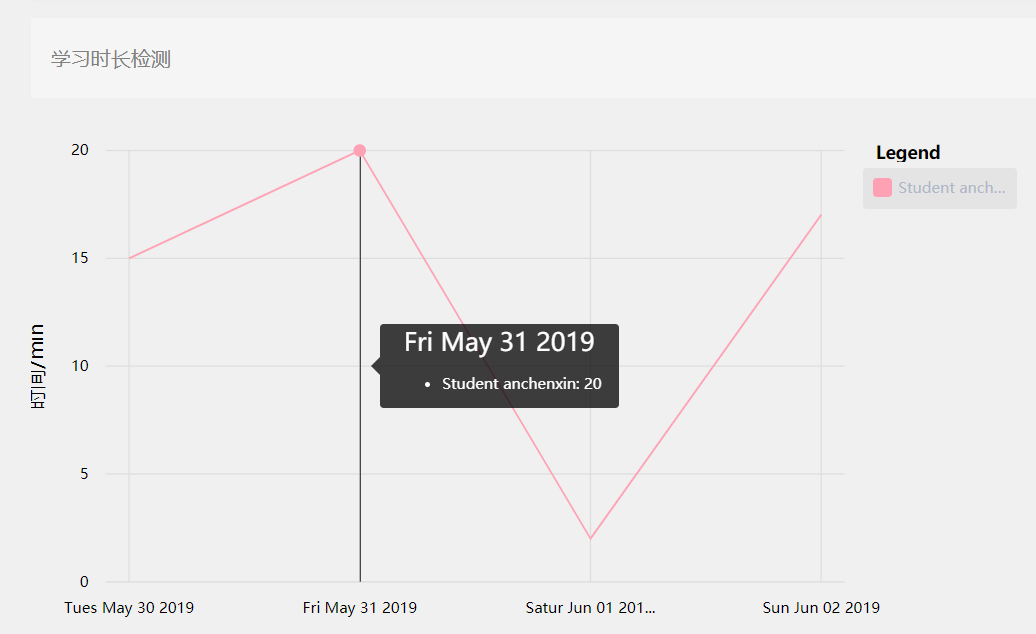 学习时长检测
20
15
10
5
0
时间/min
Tues May 30 2019
Fri May 31 2019
Satur Jun 01 201...
Sun Jun 02 2019
Fri May 31 2019
Student anchenxin: 20
Legend
Student anch...